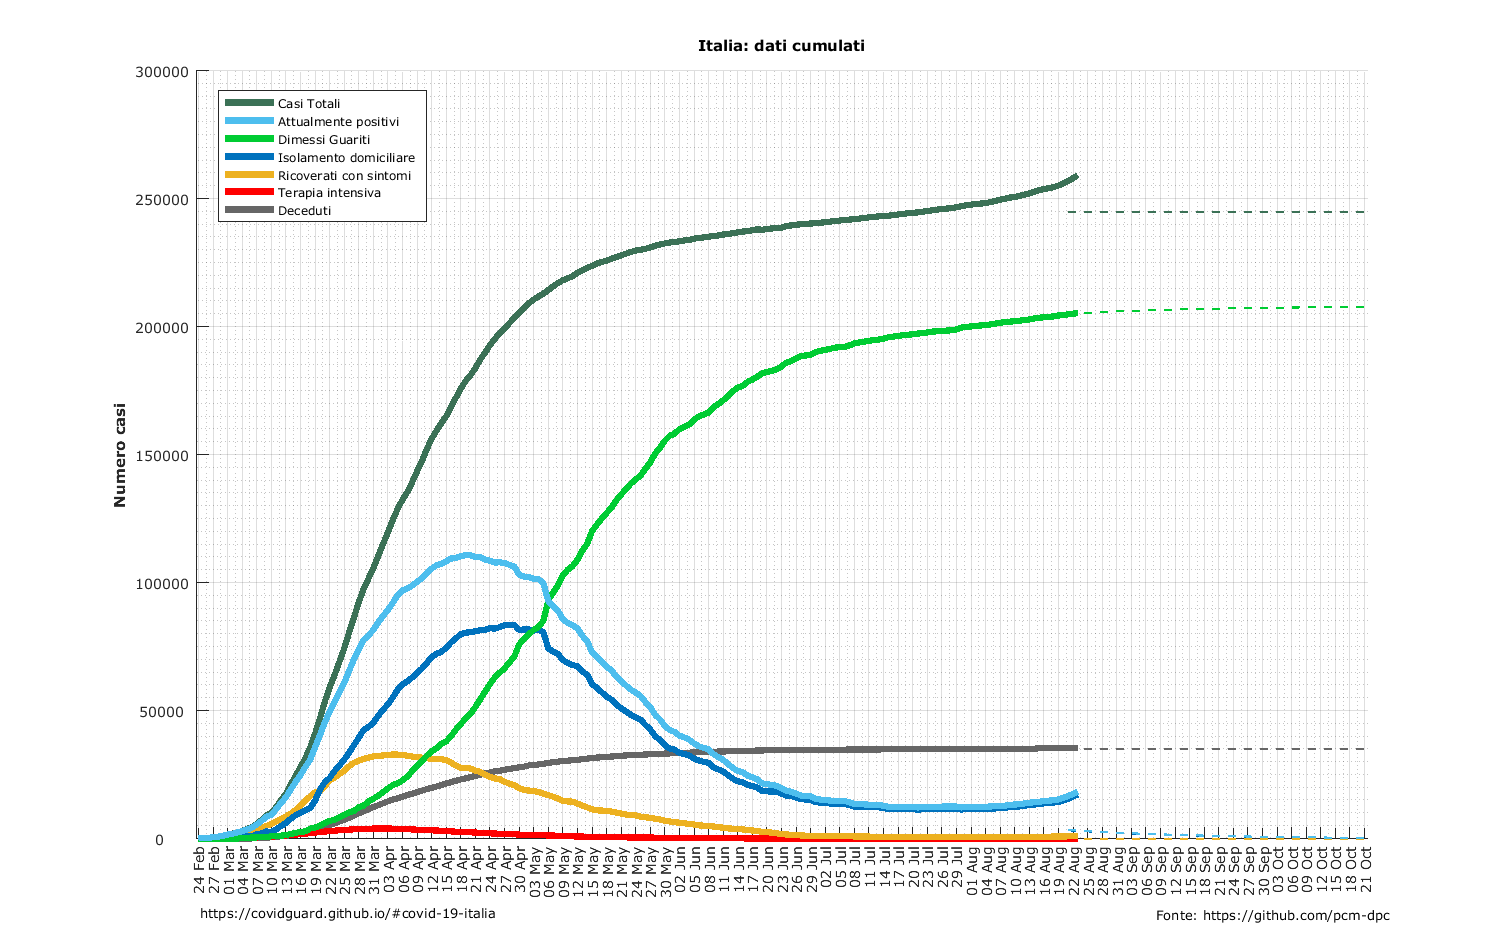 Italia: dati cumulati
300000
250000
200000
150000
100000
50000
0
Numero casi
Casi Totali
Attualmente positivi
Dimessi Guariti
Isolamento domiciliare
Ricoverati con sintomi
Terapia intensiva
Deceduti
24 Feb
27 Feb
01 Mar
04 Mar
07 Mar
10 Mar
13 Mar
16 Mar
19 Mar
22 Mar
25 Mar
28 Mar
31 Mar
03 Apr
06 Apr
09 Apr
12 Apr
15 Apr
18 Apr
21 Apr
24 Apr
27 Apr
30 Apr
03 May
06 May
09 May
12 May
15 May
18 May
21 May
24 May
27 May
30 May
02 Jun
05 Jun
08 Jun
11 Jun
14 Jun
17 Jun
20 Jun
23 Jun
26 Jun
29 Jun
02 Jul
05 Jul
08 Jul
11 Jul
14 Jul
17 Jul
20 Jul
23 Jul
26 Jul
29 Jul
01 Aug
04 Aug
07 Aug
10 Aug
13 Aug
16 Aug
19 Aug
22 Aug
25 Aug
28 Aug
31 Aug
03 Sep
06 Sep
09 Sep
12 Sep
15 Sep
18 Sep
21 Sep
24 Sep
27 Sep
30 Sep
03 Oct
06 Oct
09 Oct
12 Oct
15 Oct
18 Oct
21 Oct
https://covidguard.github.io/#covid-19-italia
Fonte: https://github.com/pcm-dpc